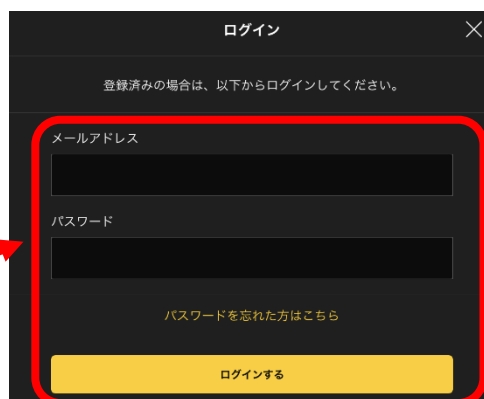 ログイン
登録済みの場合は、以下からログインしてください。
メールアドレス
パスワード
パスワードを忘れた方はこちら
ログインする